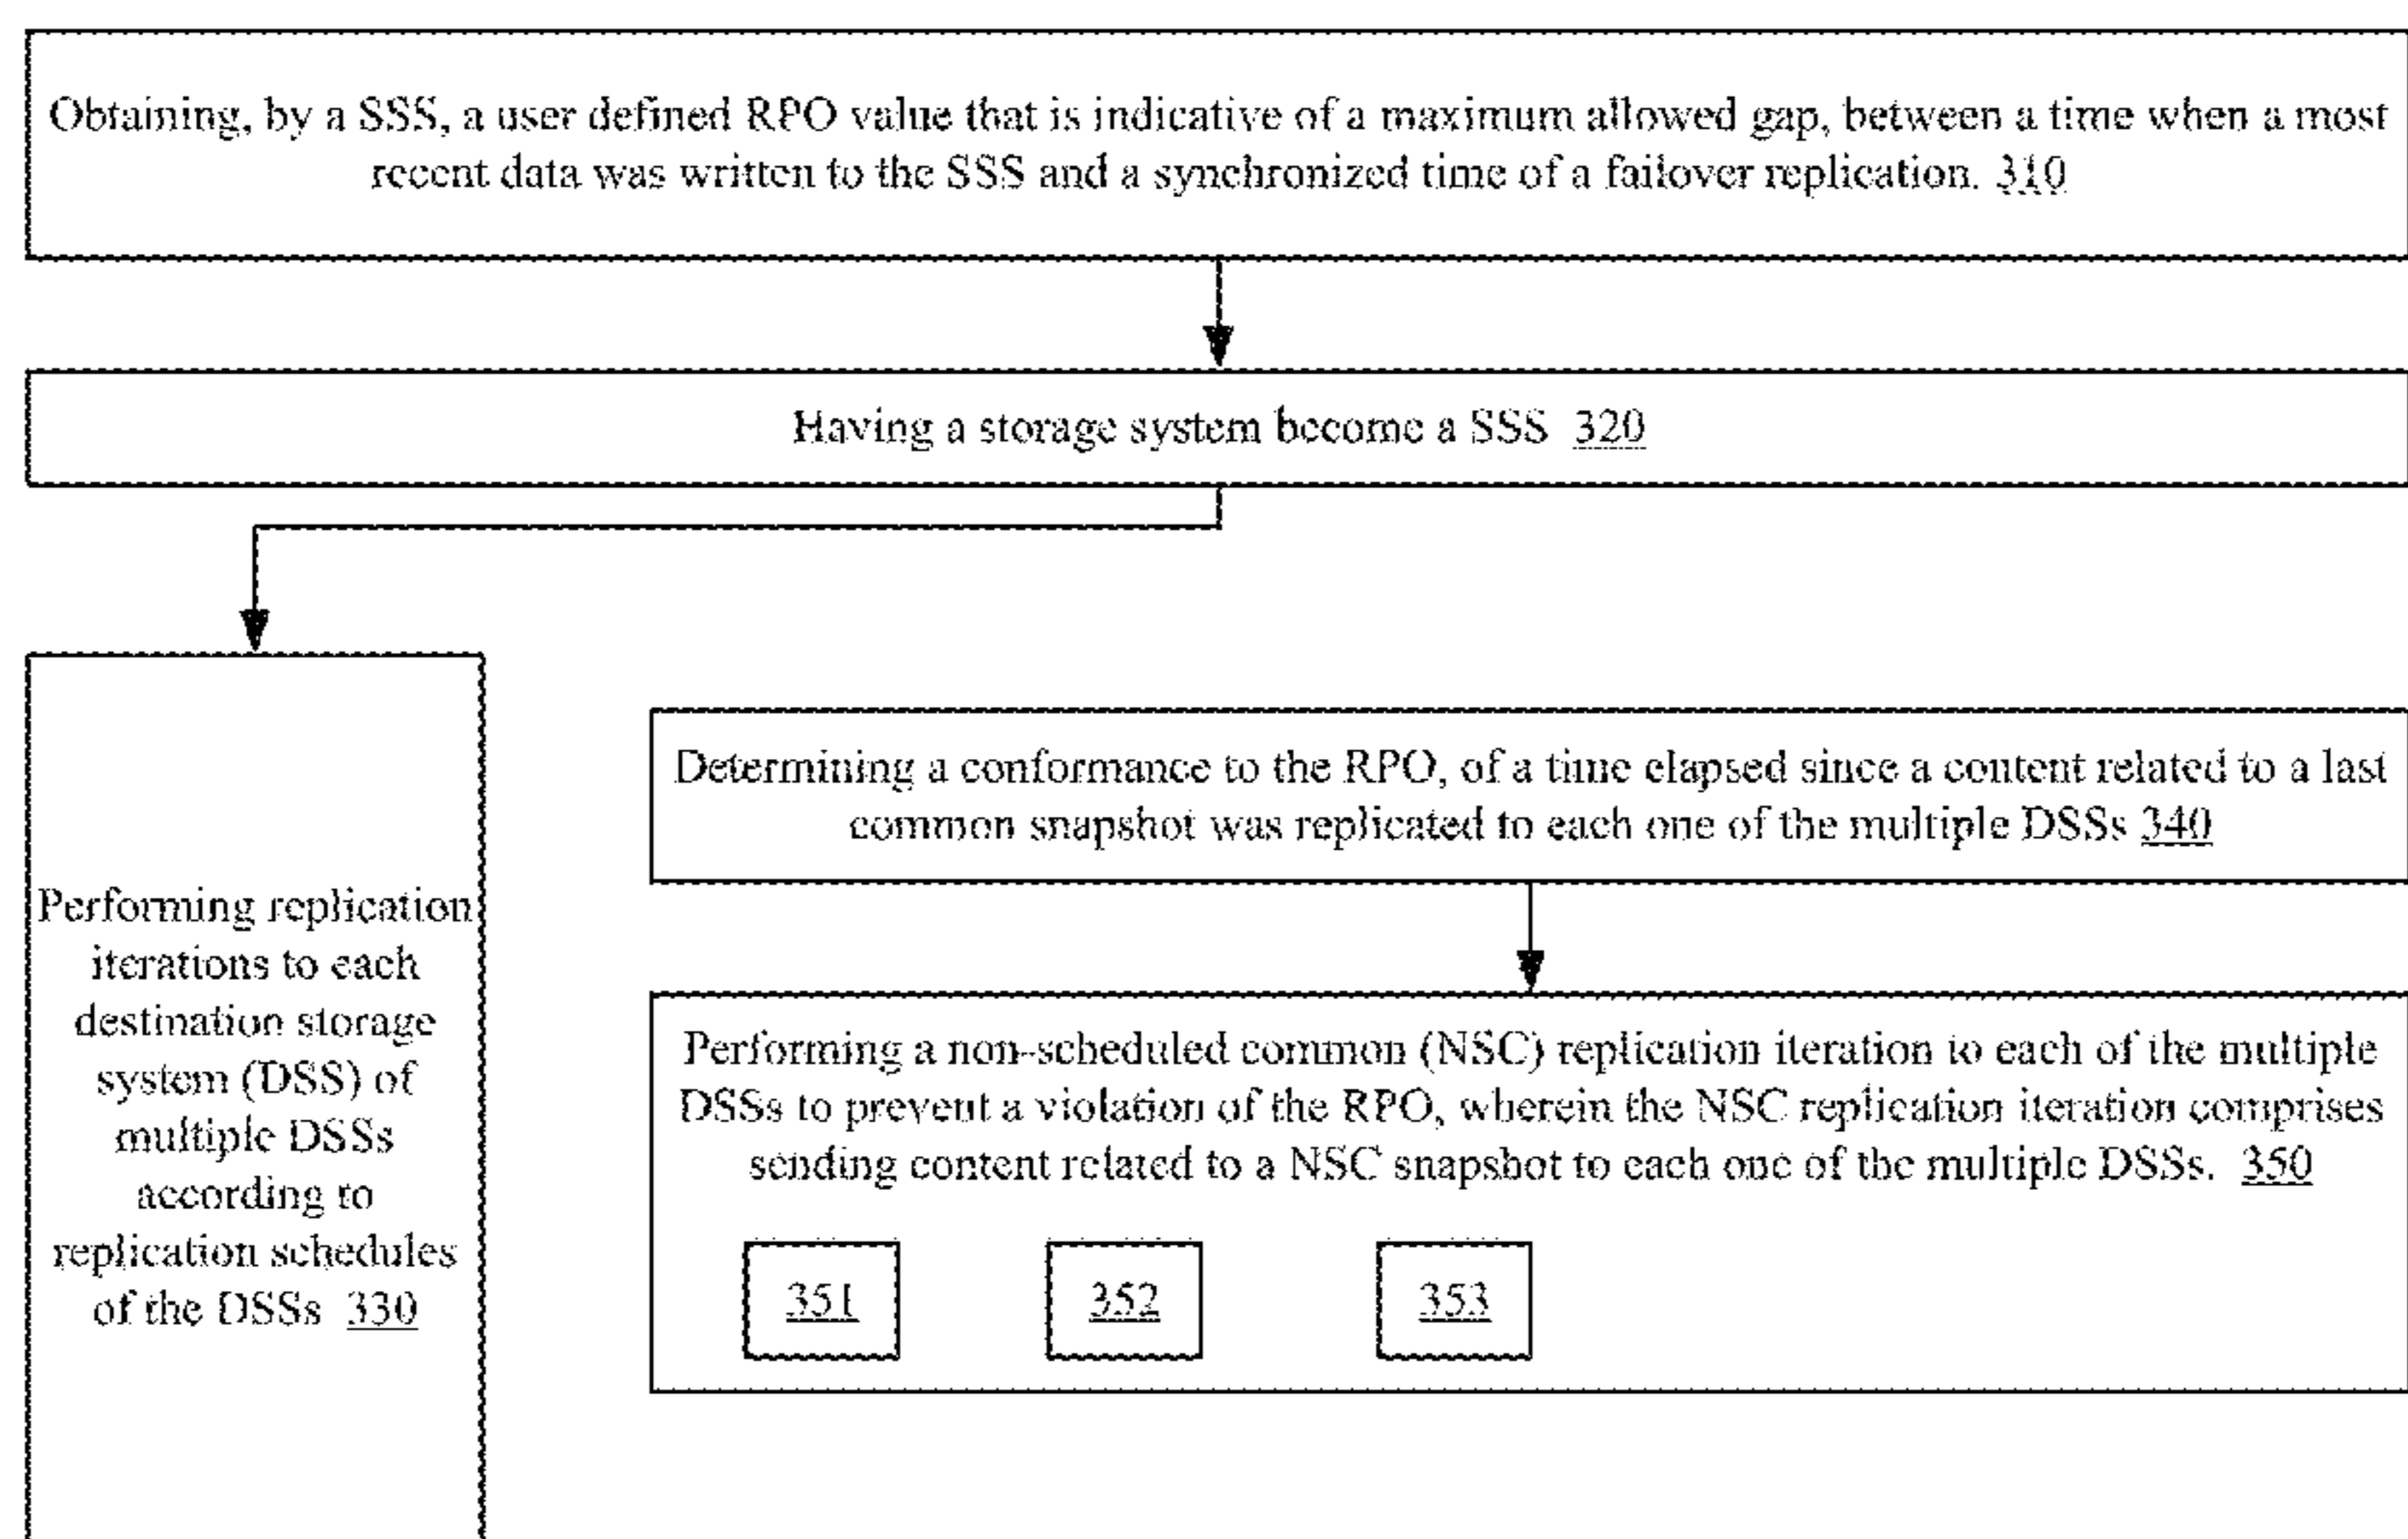 Obtaining, by a SSS, a user defined RPO value that is indicative of a maximum allowed gap, between a time when a most
recent data was written to the SSS and a synchronized time of a failover replication. 310
Having a storage system become a SSS 320
Performing replication
iterations to each
destination storage
system (DSS) of
multiple DSSs
according to
replication schedules
of the DSSs 330
Determining a conformance to the RPO, of a time elapsed since a content related to a last
common snapshot was replicated to each one of the multiple DSSs 340
Performing a non-scheduled common (NSC) replication iteration to each of the multiple
DSSs to prevent a violation of the RPO, wherein the NSC replication iteration comprises
sending content related to a NSC snapshot to each one of the multiple DSSs. 350
351
352
353